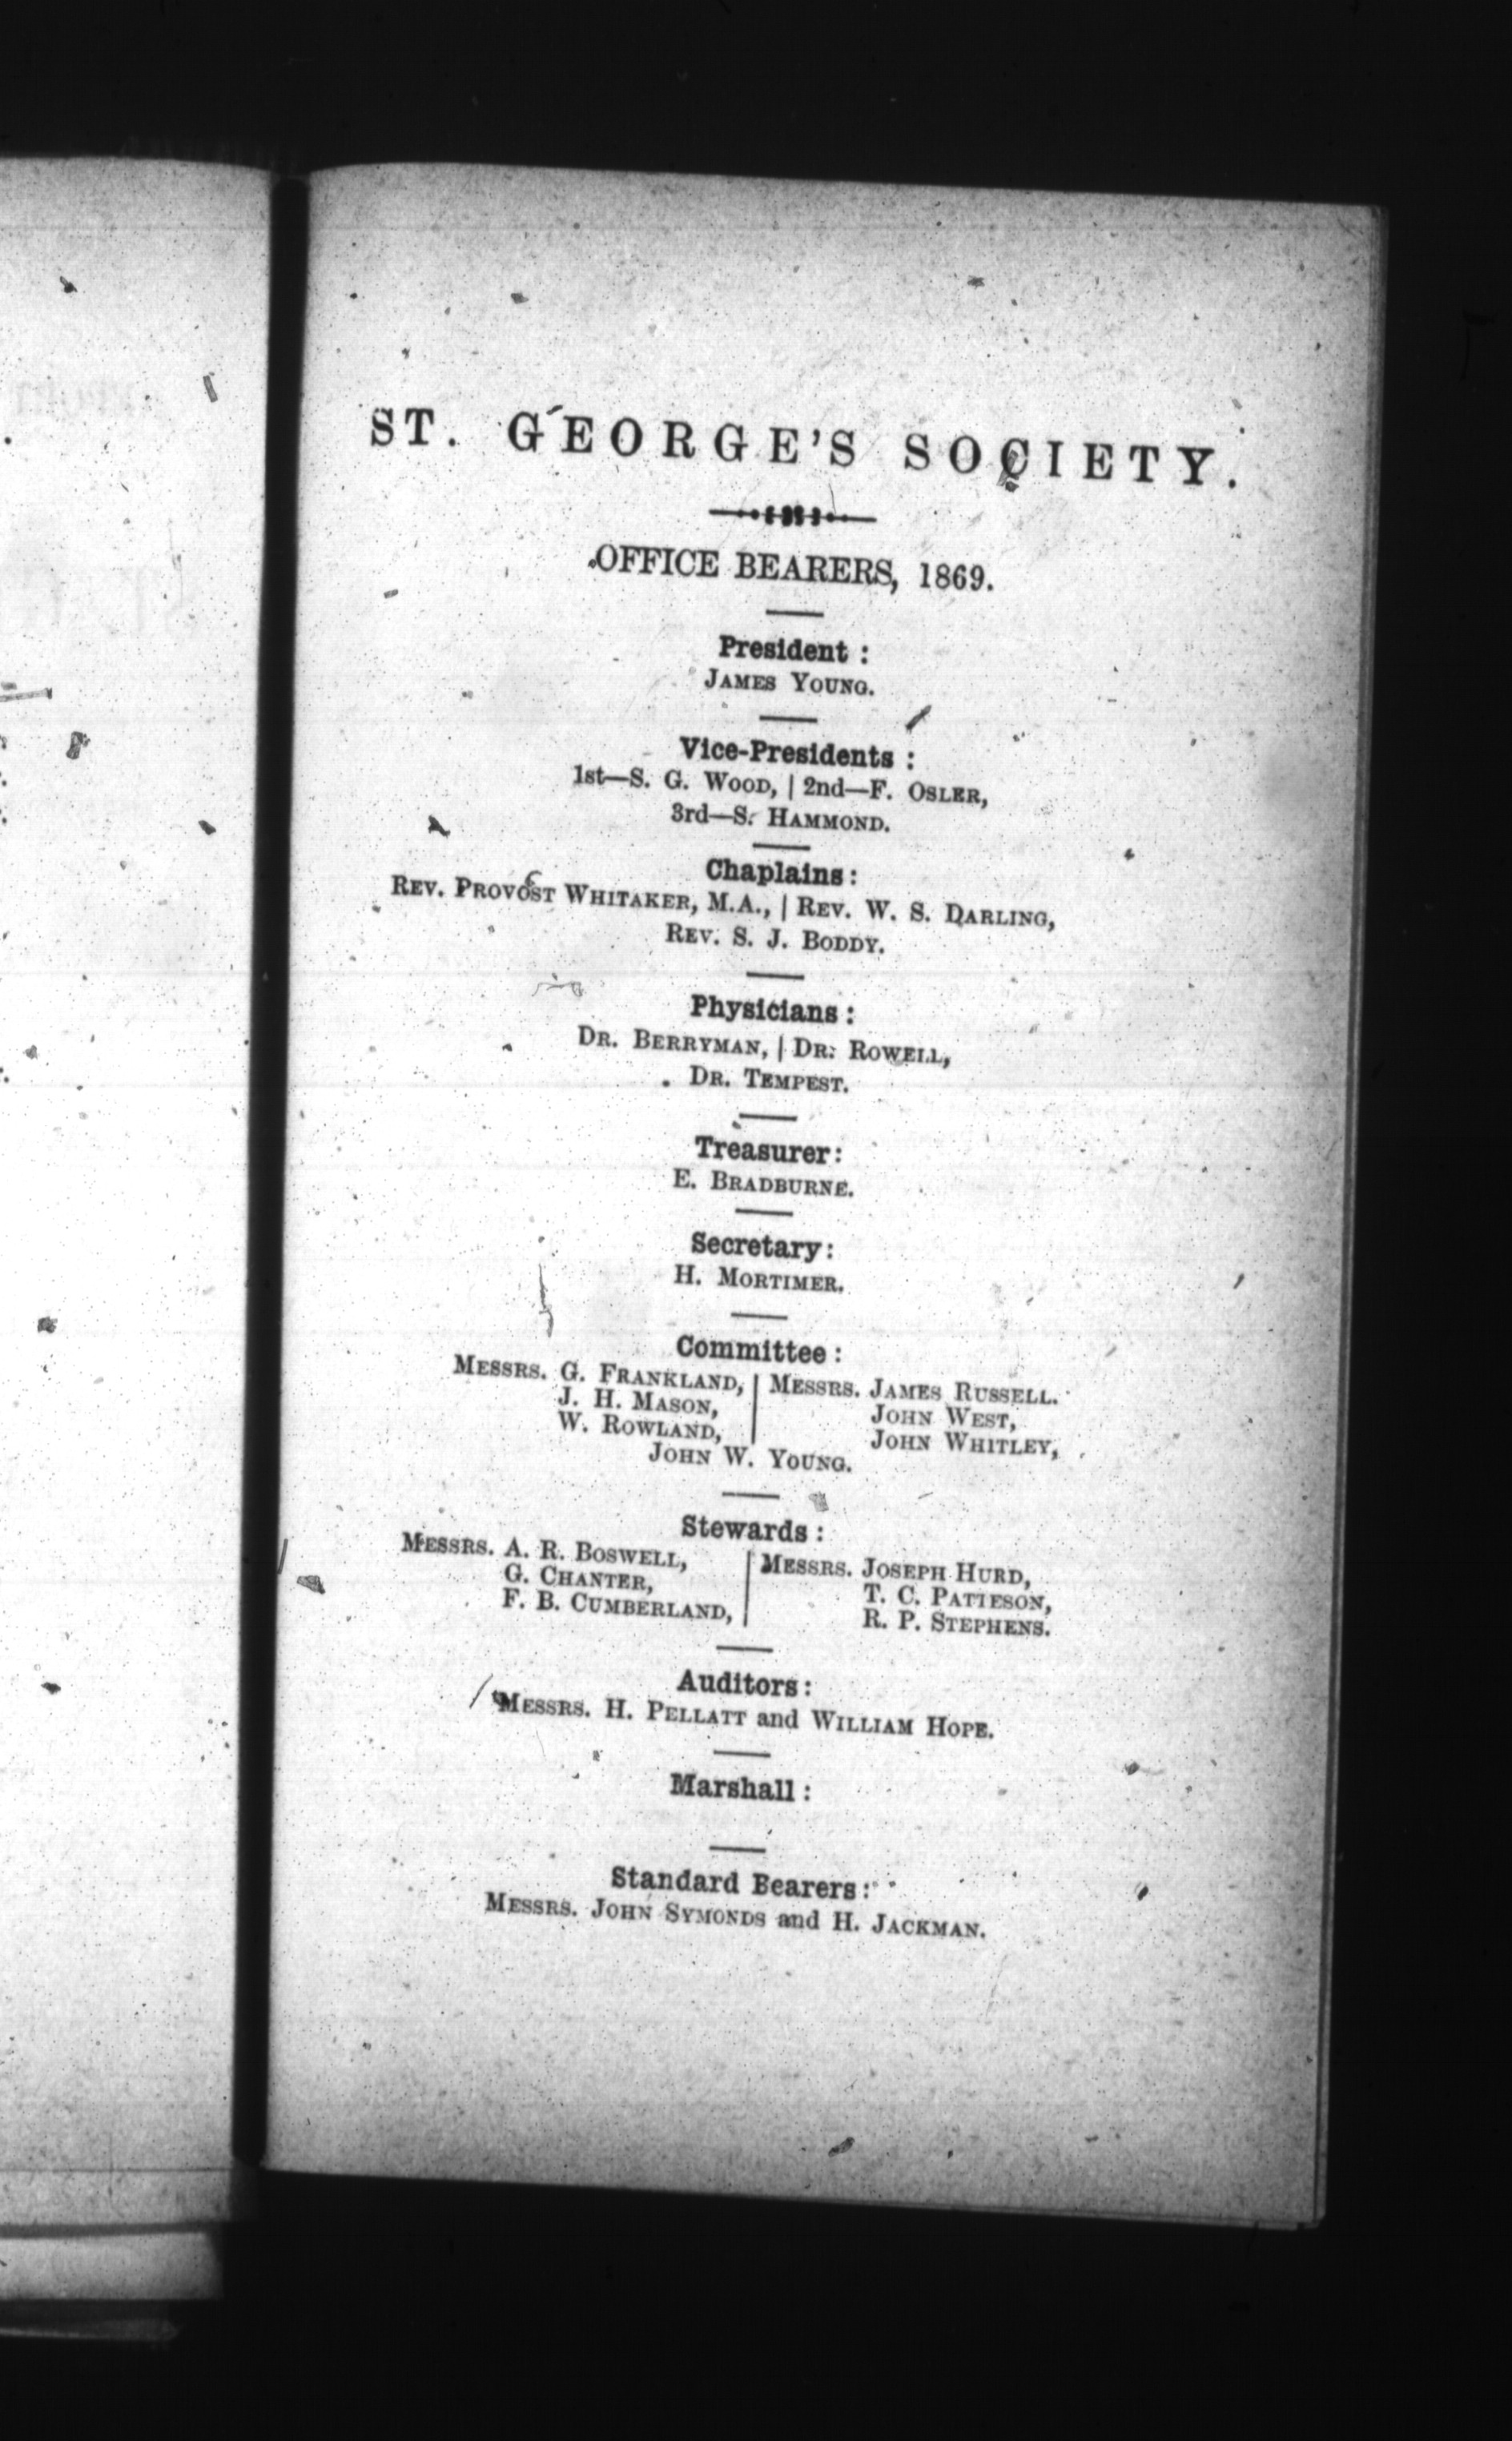 ST. GEORGE'S SOCIETY.
OFFICE BEARERS, 1869.
President :
JAMES YOUNG.
Vice-Presidents :
1st—S. G. WOOD, | 2nd—F. OSLER,
3rd—S. HAMMOND.
Chaplains :
REV. PROVOST WHITAKER, M.A., | REV. W. S. DARLING,
REV. S. J. BODDY.
Physicians :
DR. BERRYMAN, | DR. ROWELL,
DR. TEMPEST.
Treasurer :
E. BRADBURNE.
Secretary :
H. MORTIMER.
Committee :
MESSRS. G. FRANKLAND, | MESSRS. JAMES RUSSELL.
J. H. MASON, | JOHN WEST,
W. ROWLAND, | JOHN WHITLEY,
JOHN W. YOUNG.
Stewards :
MESSRS. A. R. BOSWELL, | MESSRS. JOSEPH HURD,
G. CHANTER, | T. C. PATTESON,
F. B. CUMBERLAND, | R. P. STEPHENS.
Auditors :
MESSRS. H. PELLATT and WILLIAM HOPE.
Marshall :
Standard Bearers :
MESSRS. JOHN SYMONDS and H. JACKMAN.